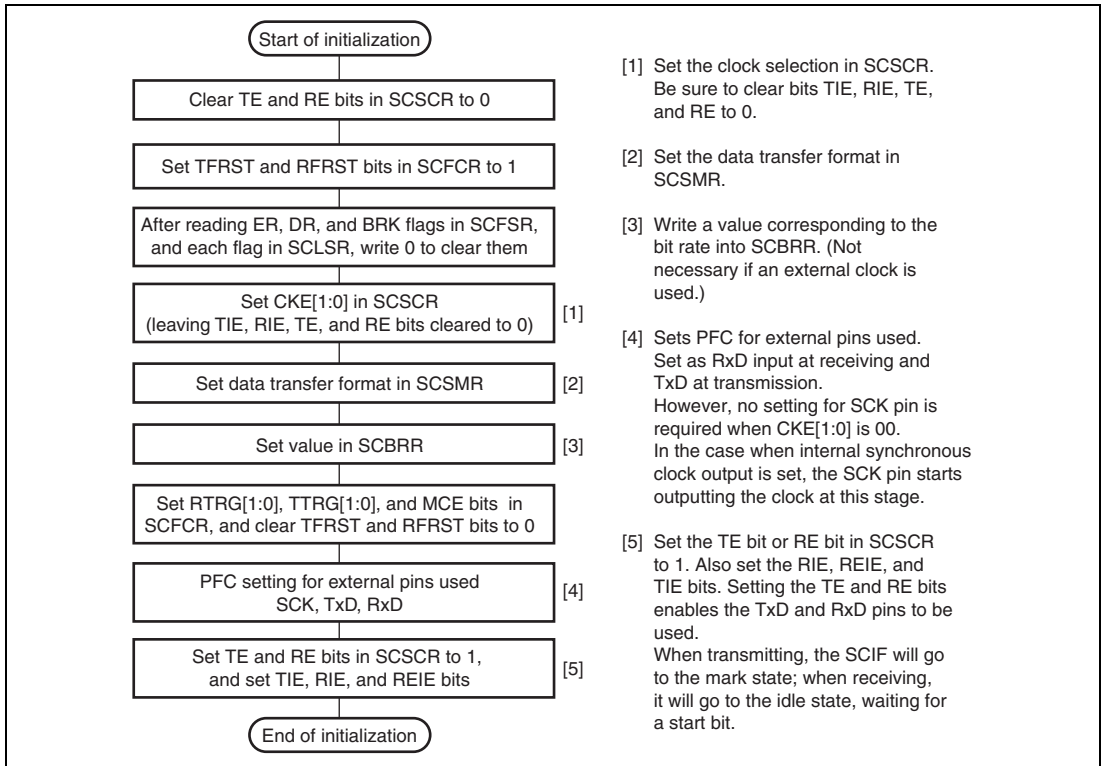 Start of initialization
Clear TE and RE bits in SCSCR to 0
Set TFRST and RFRST bits in SCFCR to 1
After reading ER, DR, and BRK flags in SCFSR,
and each flag in SCLSR, write 0 to clear them
Set CKE[1:0] in SCSCR
(leaving TIE, RIE, TE, and RE bits cleared to 0)
[1]
Set data transfer format in SCSMR
[2]
Set value in SCBRR
[3]
Set RTRG[1:0], TTRG[1:0], and MCE bits in
SCFCR, and clear TFRST and RFRST bits to 0
PFC setting for external pins used
SCK, TxD, RxD
[4]
Set TE and RE bits in SCSCR to 1,
and set TIE, RIE, and REIE bits
[5]
End of initialization
[1] Set the clock selection in SCSCR.
Be sure to clear bits TIE, RIE, TE,
and RE to 0.
[2] Set the data transfer format in
SCSMR.
[3] Write a value corresponding to the
bit rate into SCBRR. (Not
necessary if an external clock is
used.)
[4] Sets PFC for external pins used.
Set as RxD input at receiving and
TxD at transmission.
However, no setting for SCK pin is
required when CKE[1:0] is 00.
In the case when internal synchronous
clock output is set, the SCK pin starts
outputting the clock at this stage.
[5] Set the TE bit or RE bit in SCSCR
to 1. Also set the RIE, REIE, and
TIE bits. Setting the TE and RE bits
enables the TxD and RxD pins to be
used.
When transmitting, the SCIF will go
to the mark state; when receiving,
it will go to the idle state, waiting for
a start bit.